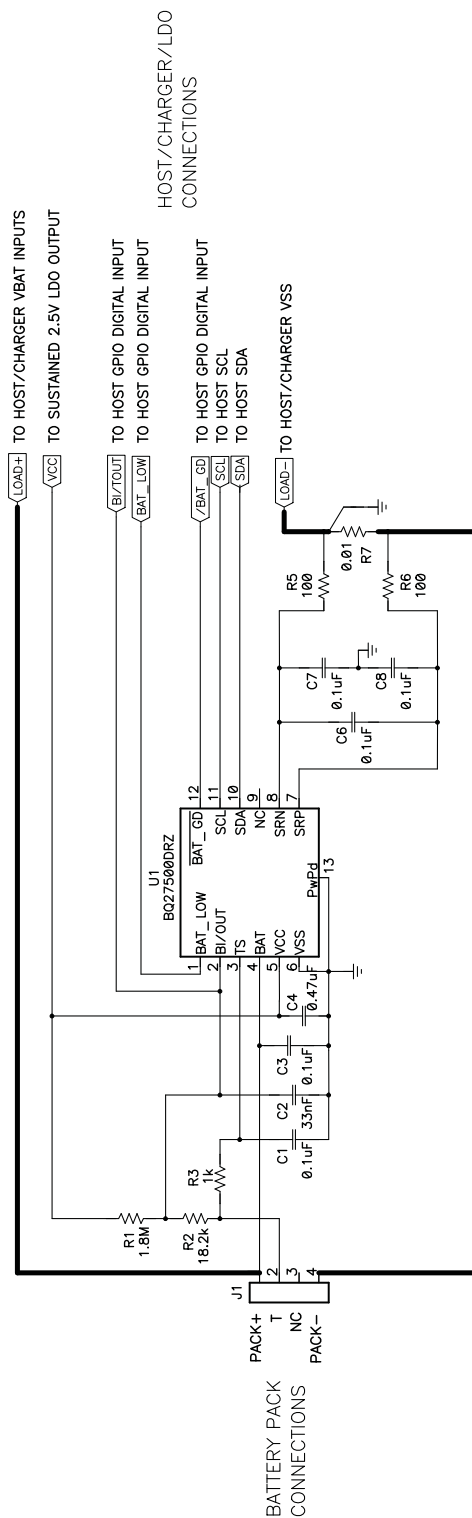 LOAD+ TO HOST/CHARGER VBAT INPUTS
VCC TO SUSTAINED 2.5V LDO OUTPUT
BI/TOUT TO HOST GPIO DIGITAL INPUT
BAT_LOW TO HOST GPIO DIGITAL INPUT
HOST/CHARGER/LDO
CONNECTIONS
/BAT_GD TO HOST GPIO DIGITAL INPUT
SCL TO HOST SCL
SDA TO HOST SDA
LOAD- TO HOST/CHARGER VSS
U1
BQ27500DRZ
1 BAT_LOW
2 BI/OUT
3 TS
4 BAT
5 VCC
6 VSS
BAT_GD 12
SCL 11
SDA 10
NC 9
SRN 8
SRP 7
PwPd
13
R1
1.8M
R2
18.2k
R3
1k
C1
0.1uF
C2
33nF
C3
0.1uF
C4
0.47uF
C6
0.1uF
C7
0.1uF
C8
0.1uF
R5
100
R6
100
0.01
R7
J1
PACK+
T 2
NC 3
PACK- 4
BATTERY PACK
CONNECTIONS